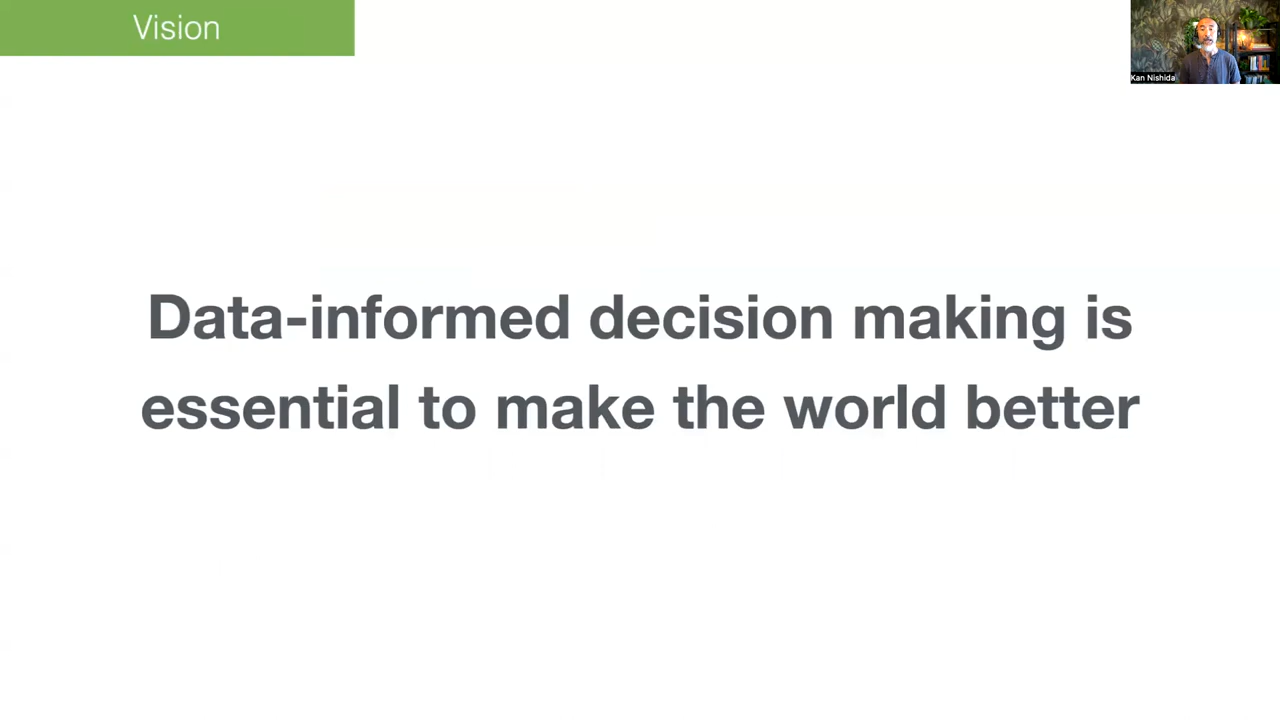 Vision
Kan Nishida
Data-informed decision making is
essential to make the world better